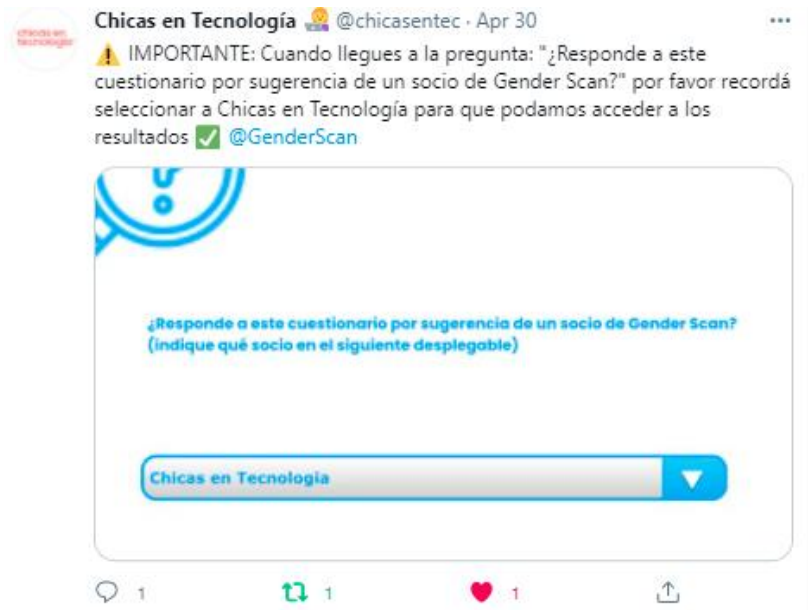 Chicas en Tecnología 👩‍💻 @chicasentec · Apr 30
chicas en
tecnología
⚠️ IMPORTANTE: Cuando llegues a la pregunta: "¿Responde a este
cuestionario por sugerencia de un socio de Gender Scan?" por favor recordá
seleccionar a Chicas en Tecnología para que podamos acceder a los
resultados ✅ @GenderScan
¿Responde a este cuestionario por sugerencia de un socio de Gender Scan?
(indique qué socio en el siguiente desplegable)
Chicas en Tecnologia
1 1 1